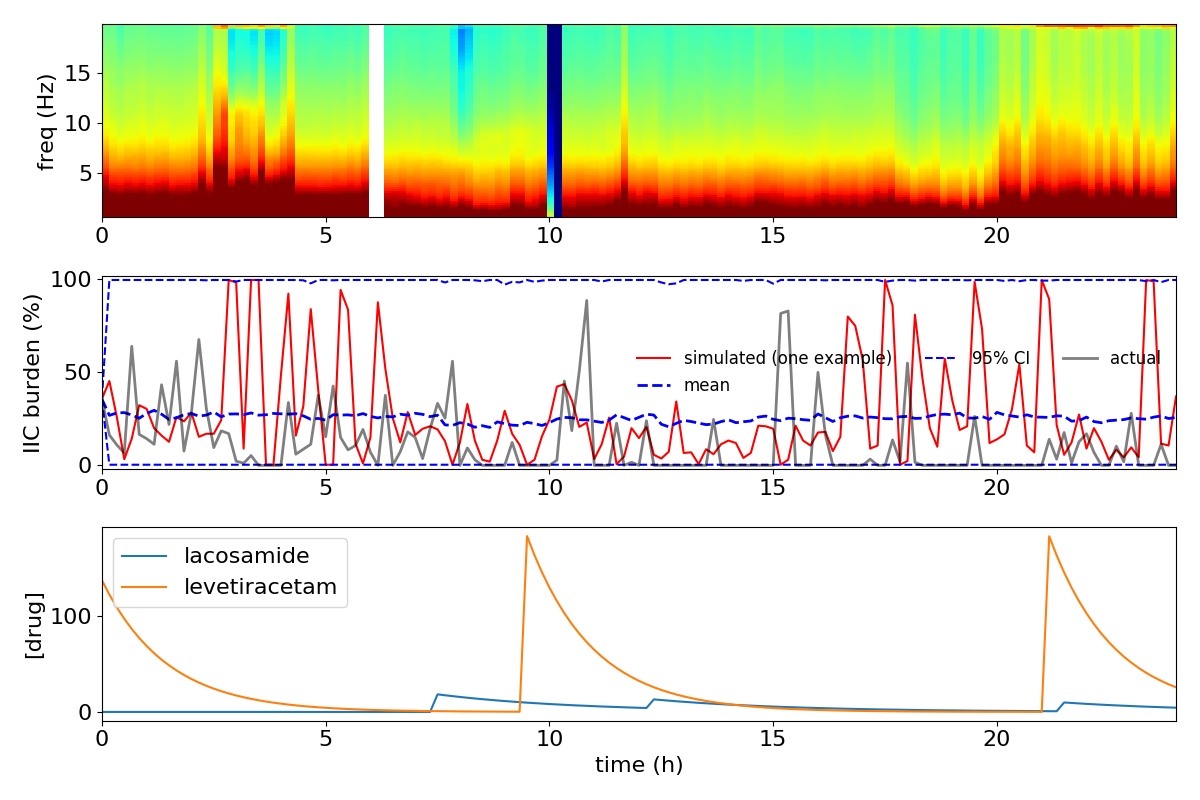 freq (Hz)
15
10
5
0 5 10 15 20
IIC burden (%)
100
50
0
simulated (one example) 95% CI actual
mean
0 5 10 15 20
[drug]
100
0
lacosamide
levetiracetam
0 5 10 15 20
time (h)